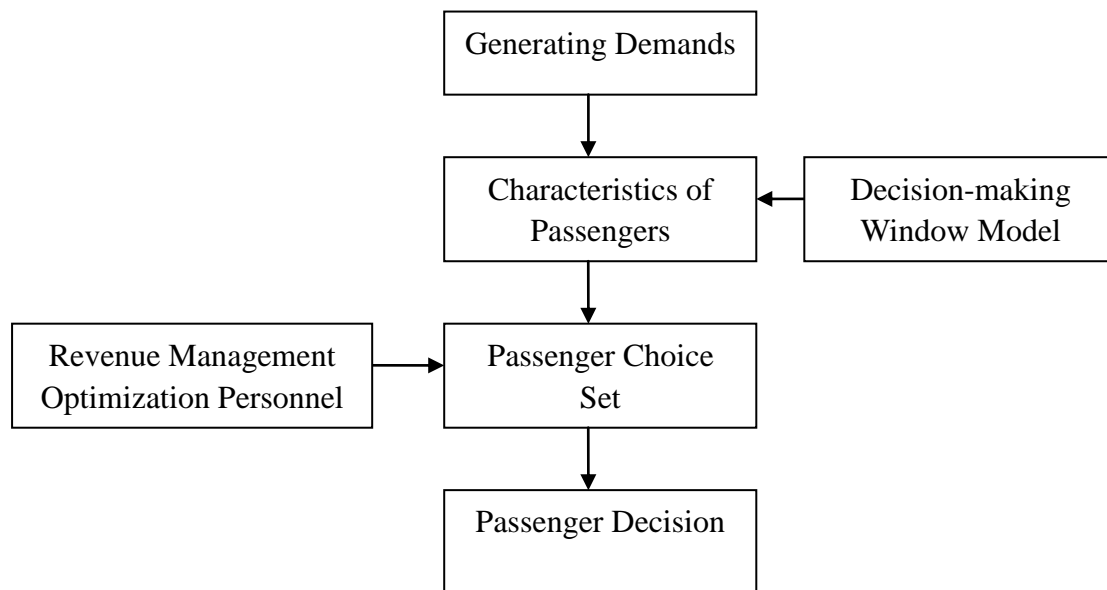 Generating Demands
Characteristics of
Passengers
Decision-making
Window Model
Revenue Management
Optimization Personnel
Passenger Choice
Set
Passenger Decision